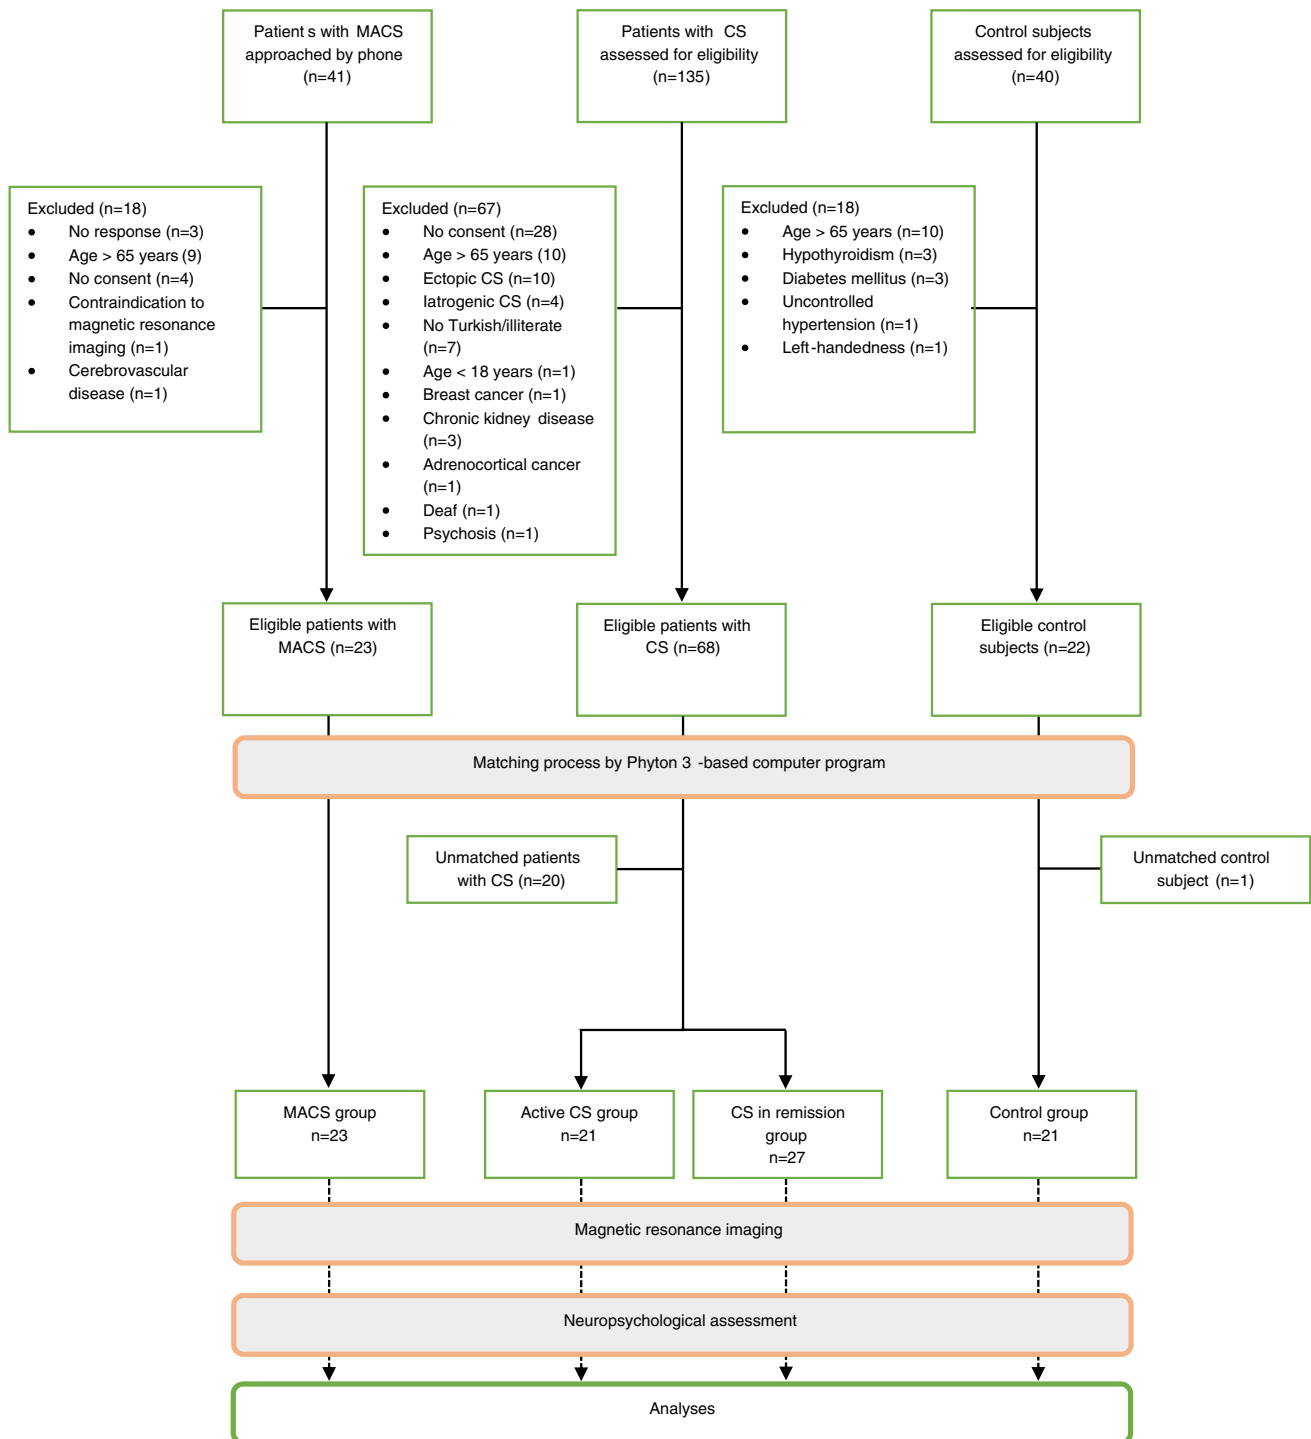 Patient s with MACS
approached by phone
(n=41)
Patients with CS
assessed for eligibility
(n=135)
Control subjects
assessed for eligibility
(n=40)
Excluded (n=18)
• No response (n=3)
• Age > 65 years (9)
• No consent (n=4)
• Contraindication to
magnetic resonance
imaging (n=1)
• Cerebrovascular
disease (n=1)
Excluded (n=67)
• No consent (n=28)
• Age > 65 years (10)
• Ectopic CS (n=10)
• Iatrogenic CS (n=4)
• No Turkish/illiterate
(n=7)
• Age < 18 years (n=1)
• Breast cancer (n=1)
• Chronic kidney disease
(n=3)
• Adrenocortical cancer
(n=1)
• Deaf (n=1)
• Psychosis (n=1)
Excluded (n=18)
• Age > 65 years (n=10)
• Hypothyroidism (n=3)
• Diabetes mellitus (n=3)
• Uncontrolled
hypertension (n=1)
• Left-handedness (n=1)
Eligible patients with
MACS (n=23)
Eligible patients with
CS (n=68)
Eligible control
subjects (n=22)
Matching process by Phyton 3 -based computer program
Unmatched patients
with CS (n=20)
Unmatched control
subject (n=1)
MACS group
n=23
Active CS group
n=21
CS in remission
group
n=27
Control group
n=21
Magnetic resonance imaging
Neuropsychological assessment
Analyses